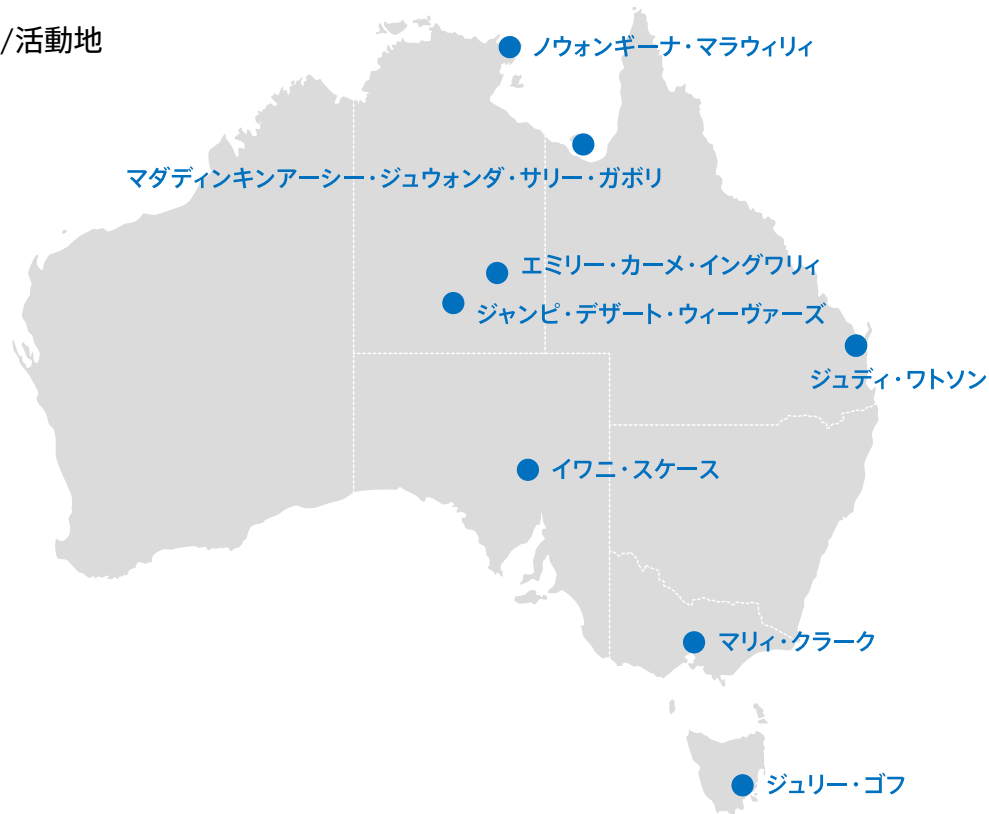 /活動地
ノウォンギーナ・マラウィリィ
マダディンキンアーシー・ジュウォンダ・サリー・ガボリ
エミリー・カーメ・イングワリィ
ジャンピ・デザート・ウィーヴァーズ
ジュディ・ワトソン
イワニ・スケース
マリィ・クラーク
ジュリー・ゴフ